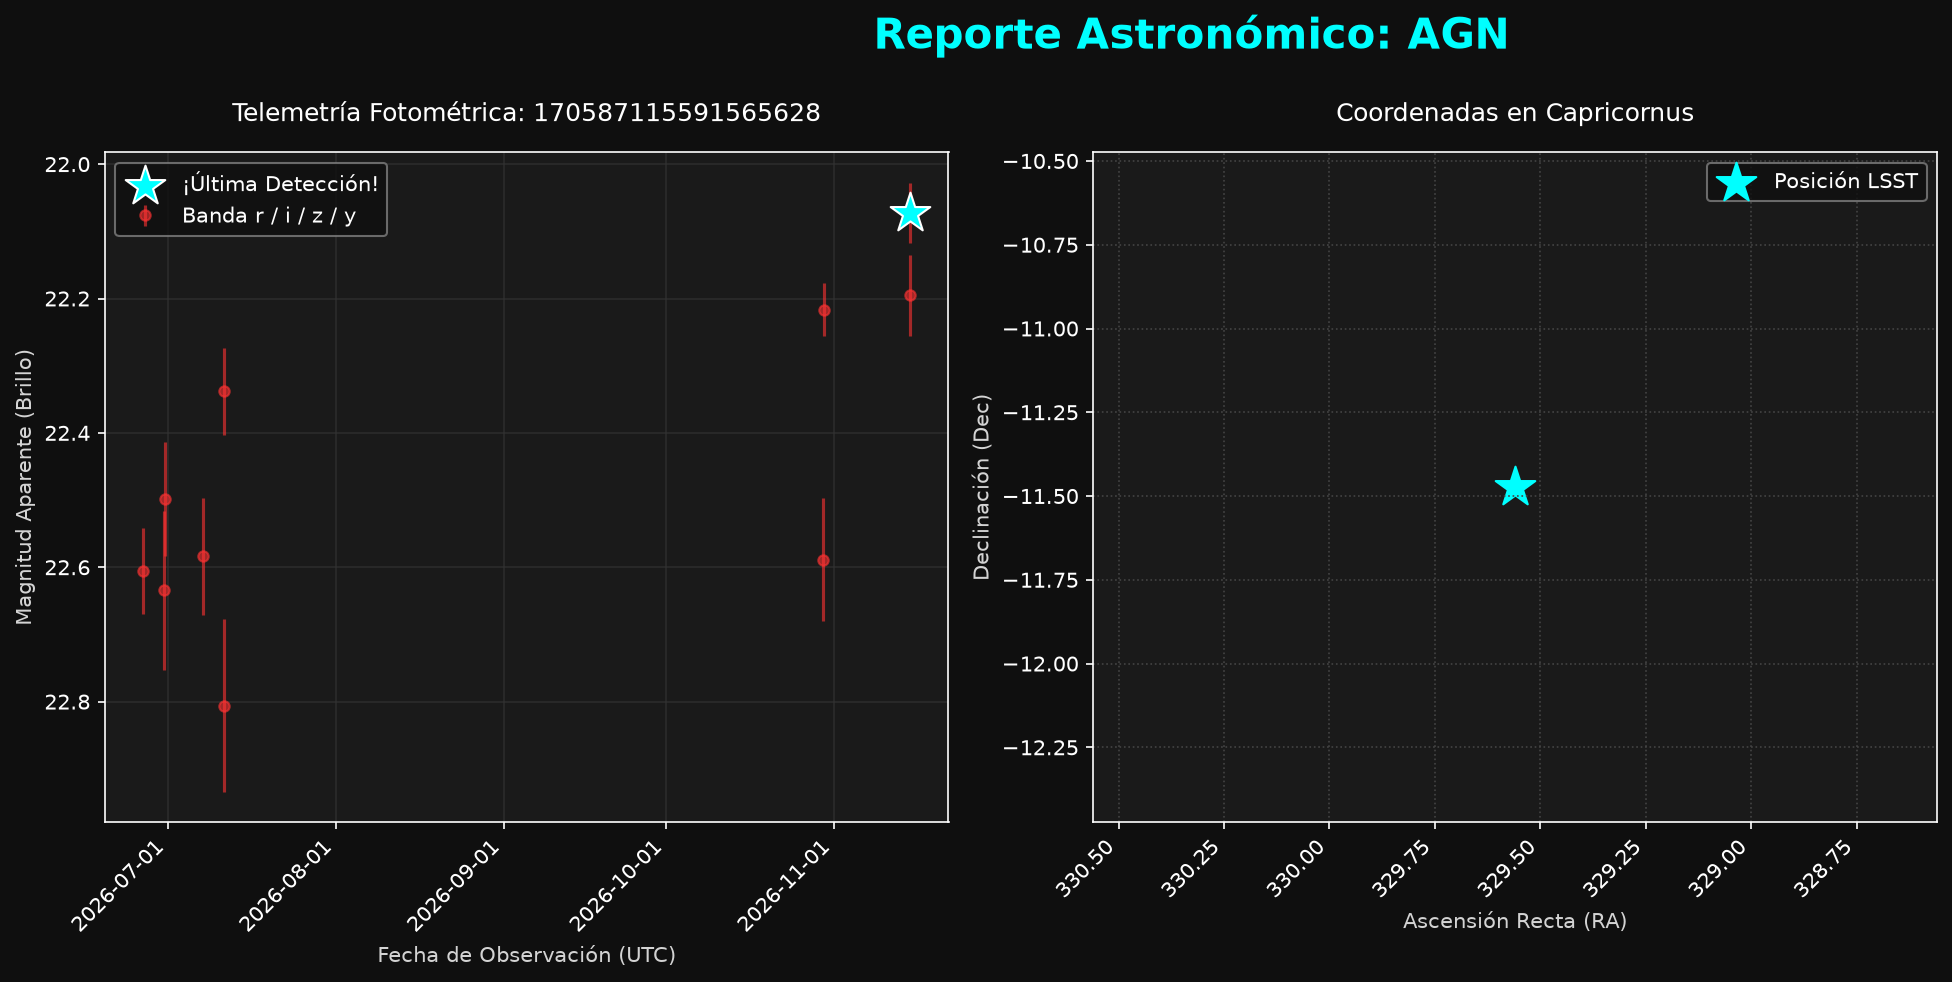 Reporte Astronómico: AGN
Telemetría Fotométrica: 170587115591565628
¡Última Detección!
Banda r / i / z / y
Magnitud Aparente (Brillo)
22.0
22.2
22.4
22.6
22.8
2026-07-01
2026-08-01
2026-09-01
2026-10-01
2026-11-01
Fecha de Observación (UTC)
Coordenadas en Capricornus
Posición LSST
Declinación (Dec)
−10.50
−10.75
−11.00
−11.25
−11.50
−11.75
−12.00
−12.25
330.50
330.25
330.00
329.75
329.50
329.25
329.00
328.75
Ascensión Recta (RA)